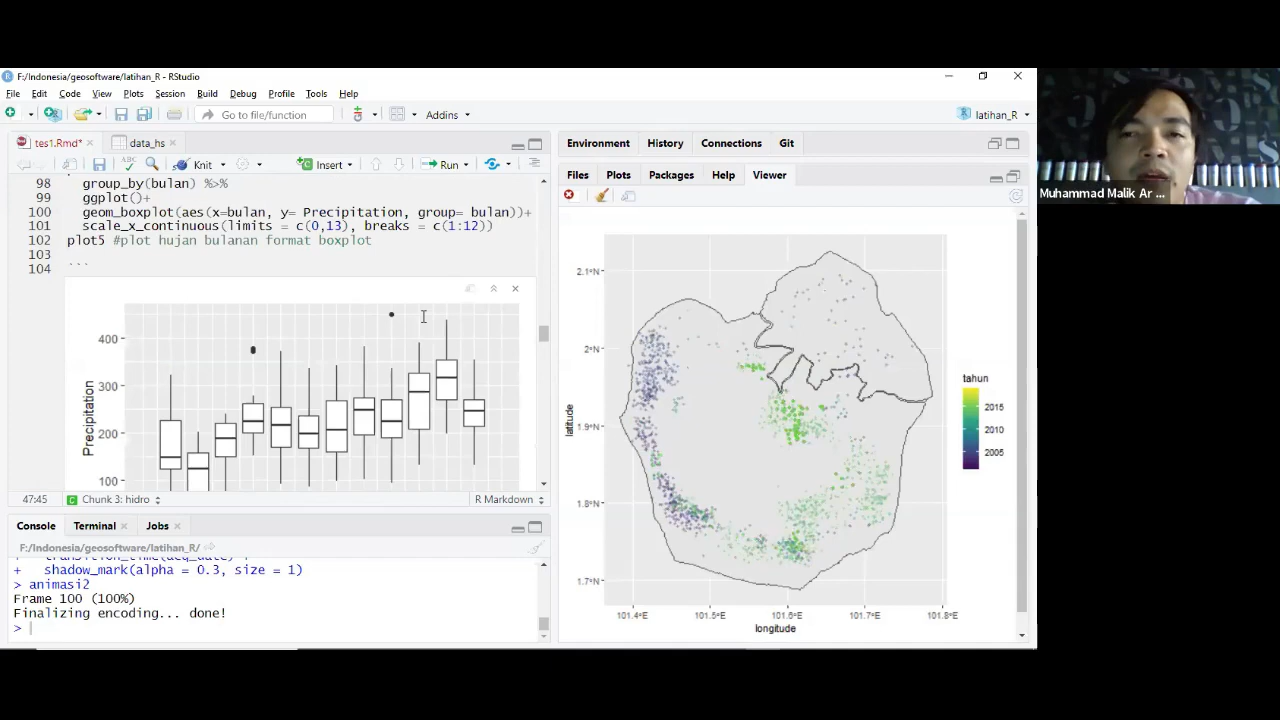 F:/Indonesia/geosoftware/latihan_R - RStudio
File Edit Code View Plots Session Build Debug Profile Tools Help
Go to file/function Addins latihan_R
tes1.Rmd* data_hs
ABC Knit Insert Run
98 group_by(bulan) %>%
99 ggplot()+
100 geom_boxplot(aes(x=bulan, y= Precipitation, group= bulan))+
101 scale_x_continuous(limits = c(0,13), breaks = c(1:12))
102 plot5 #plot hujan bulanan format boxplot
103
104 ```
400
300
200
100
Precipitation
47:45 Chunk 3: hidro R Markdown
Console Terminal Jobs
F:/Indonesia/geosoftware/latihan_R/
+ shadow_mark(alpha = 0.3, size = 1)
> animasi2
Frame 100 (100%)
Finalizing encoding... done!
>
Environment History Connections Git
Files Plots Packages Help Viewer
2.1°N
2°N
1.9°N
1.8°N
1.7°N
latitude
101.4°E 101.5°E 101.6°E 101.7°E 101.8°E
longitude
tahun
2015
2010
2005
Muhammad Malik Ar ...